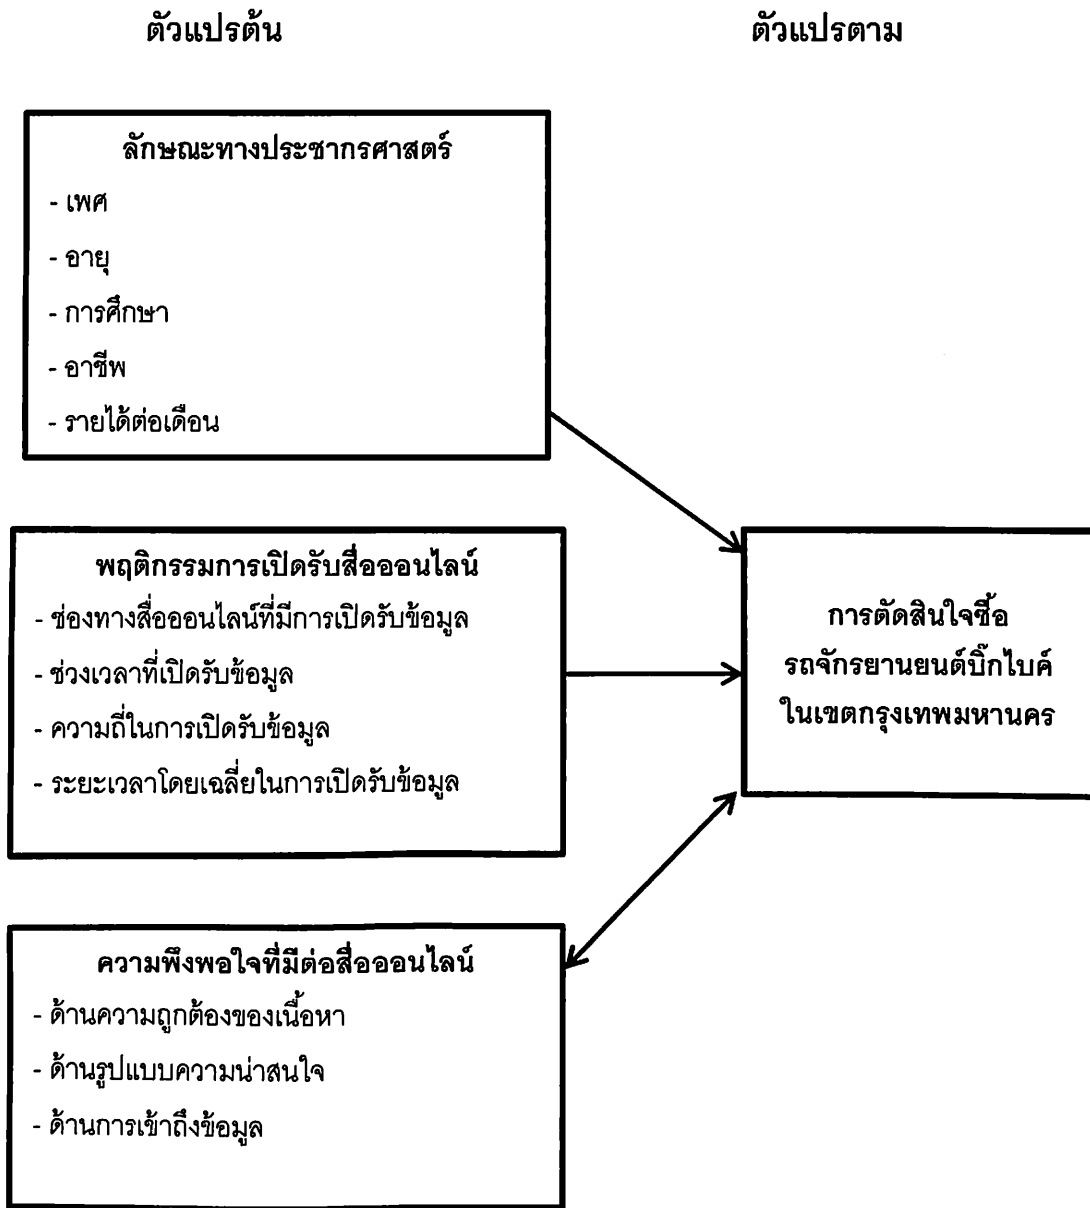 ตัวแปรต้น
ตัวแปรตาม
ลักษณะทางประชากรศาสตร์
- เพศ
- อายุ
- การศึกษา
- อาชีพ
- รายได้ต่อเดือน
พฤติกรรมการเปิดรับสื่อออนไลน์
- ช่องทางสื่อออนไลน์ที่มีการเปิดรับข้อมูล
- ช่วงเวลาที่เปิดรับข้อมูล
- ความถี่ในการเปิดรับข้อมูล
- ระยะเวลาโดยเฉลี่ยในการเปิดรับข้อมูล
การตัดสินใจซื้อ
รถจักรยานยนต์บิ๊กไบค์
ในเขตกรุงเทพมหานคร
ความพึงพอใจที่มีต่อสื่อออนไลน์
- ด้านความถูกต้องของเนื้อหา
- ด้านรูปแบบความน่าสนใจ
- ด้านการเข้าถึงข้อมูล